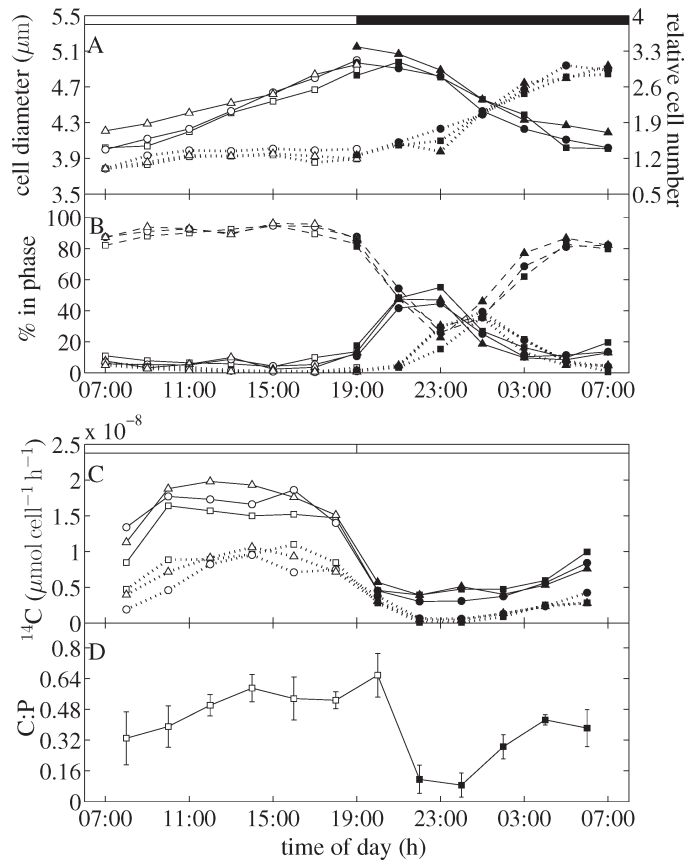 5.5 4
A
5.1 3.3
4.7 2.6
4.3 1.9
3.9 1.2
3.5 0.5
cell diameter (μm)
relative cell number
B
100
80
60
40
20
0
% in phase
07:00 11:00 15:00 19:00 23:00 03:00 07:00
x 10⁻⁸
2.5
C
2
1.5
1
0.5
0
¹⁴C (μmol cell⁻¹ h⁻¹)
D
0.8
0.64
0.48
0.32
0.16
0
C:P
07:00 11:00 15:00 19:00 23:00 03:00 07:00
time of day (h)